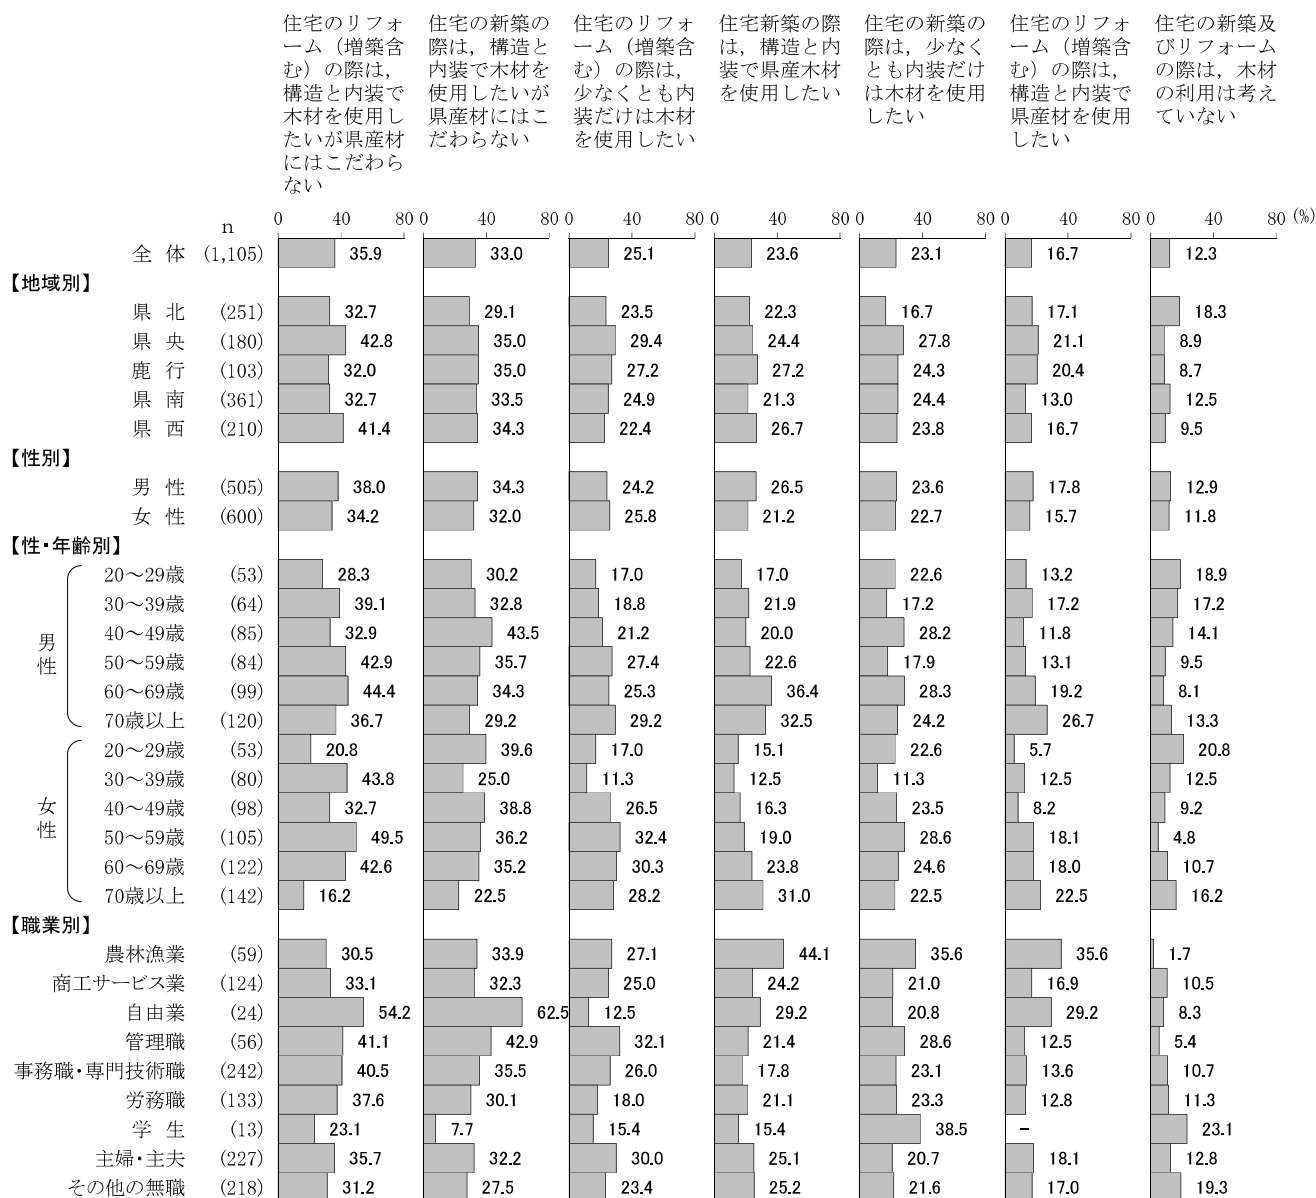 住宅のリフォ
ーム（増築含
む）の際は，
構造と内装で
木材を使用し
たいが県産材
にはこだわら
ない
住宅の新築の
際は，構造と
内装で木材を
使用したいが
県産材にはこ
だわらない
住宅のリフォ
ーム（増築含
む）の際は，
少なくとも内
装だけは木材
を使用したい
住宅新築の際
は，構造と内
装で県産木材
を使用したい
住宅の新築の
際は，少なく
とも内装だけ
は木材を使用
したい
住宅のリフォ
ーム（増築含
む）の際は，
構造と内装で
県産材を使用
したい
住宅の新築及
びリフォーム
の際は，木材
の利用は考え
ていない
n 0 40 80 0 40 80 0 40 80 0 40 80 0 40 80 0 40 80 0 40 80 (%)
全体 (1,105) 35.9 33.0 25.1 23.6 23.1 16.7 12.3
【地域別】
県北 (251) 32.7 29.1 23.5 22.3 16.7 17.1 18.3
県央 (180) 42.8 35.0 29.4 24.4 27.8 21.1 8.9
鹿行 (103) 32.0 35.0 27.2 27.2 24.3 20.4 8.7
県南 (361) 32.7 33.5 24.9 21.3 24.4 13.0 12.5
県西 (210) 41.4 34.3 22.4 26.7 23.8 16.7 9.5
【性別】
男性 (505) 38.0 34.3 24.2 26.5 23.6 17.8 12.9
女性 (600) 34.2 32.0 25.8 21.2 22.7 15.7 11.8
【性・年齢別】
男性
20～29歳 (53) 28.3 30.2 17.0 17.0 22.6 13.2 18.9
30～39歳 (64) 39.1 32.8 18.8 21.9 17.2 17.2 17.2
40～49歳 (85) 32.9 43.5 21.2 20.0 28.2 11.8 14.1
50～59歳 (84) 42.9 35.7 27.4 22.6 17.9 13.1 9.5
60～69歳 (99) 44.4 34.3 25.3 36.4 28.3 19.2 8.1
70歳以上 (120) 36.7 29.2 29.2 32.5 24.2 26.7 13.3
女性
20～29歳 (53) 20.8 39.6 17.0 15.1 22.6 5.7 20.8
30～39歳 (80) 43.8 25.0 11.3 12.5 11.3 12.5 12.5
40～49歳 (98) 32.7 38.8 26.5 16.3 23.5 8.2 9.2
50～59歳 (105) 49.5 36.2 32.4 19.0 28.6 18.1 4.8
60～69歳 (122) 42.6 35.2 30.3 23.8 24.6 18.0 10.7
70歳以上 (142) 16.2 22.5 28.2 31.0 22.5 22.5 16.2
【職業別】
農林漁業 (59) 30.5 33.9 27.1 44.1 35.6 35.6 1.7
商工サービス業 (124) 33.1 32.3 25.0 24.2 21.0 16.9 10.5
自由業 (24) 54.2 62.5 12.5 29.2 20.8 29.2 8.3
管理職 (56) 41.1 42.9 32.1 21.4 28.6 12.5 5.4
事務職・専門技術職 (242) 40.5 35.5 26.0 17.8 23.1 13.6 10.7
労務職 (133) 37.6 30.1 18.0 21.1 23.3 12.8 11.3
学生 (13) 23.1 7.7 15.4 15.4 38.5 － 23.1
主婦・主夫 (227) 35.7 32.2 30.0 25.1 20.7 18.1 12.8
その他の無職 (218) 31.2 27.5 23.4 25.2 21.6 17.0 19.3